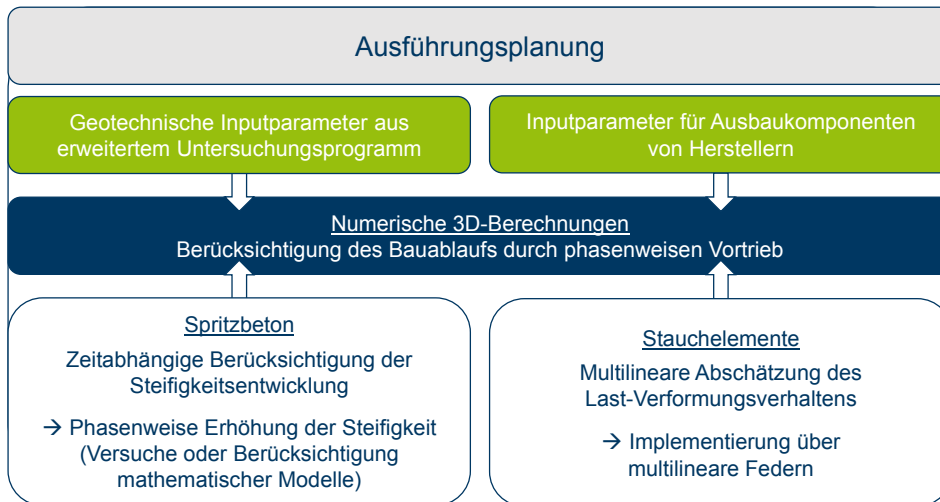 Ausführungsplanung
Geotechnische Inputparameter aus
erweitertem Untersuchungsprogramm
Inputparameter für Ausbaukomponenten
von Herstellern
Numerische 3D-Berechnungen
Berücksichtigung des Bauablaufs durch phasenweisen Vortrieb
Spritzbeton
Zeitabhängige Berücksichtigung der
Steifigkeitsentwicklung
→ Phasenweise Erhöhung der Steifigkeit
(Versuche oder Berücksichtigung
mathematischer Modelle)
Stauchelemente
Multilineare Abschätzung des
Last-Verformungsverhaltens
→ Implementierung über
multilineare Federn